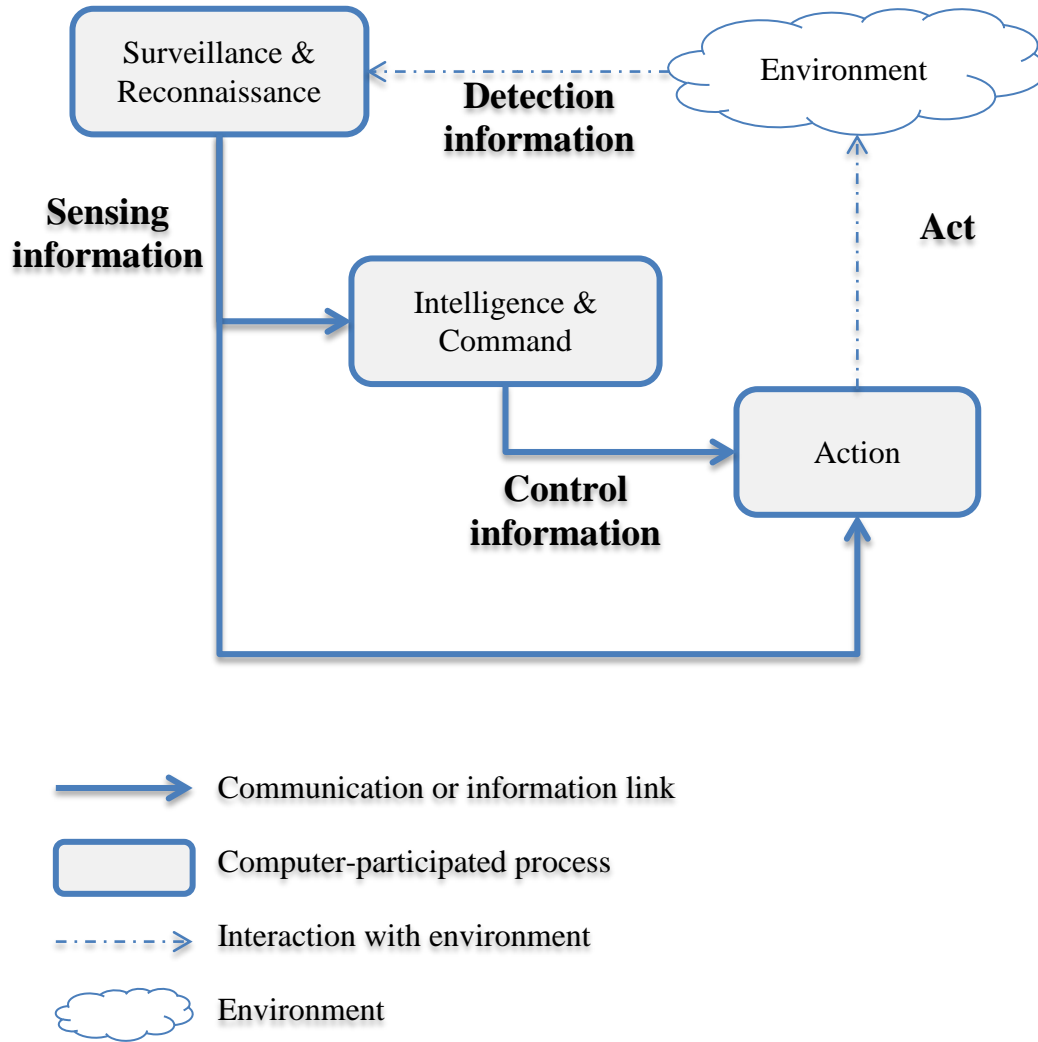 Surveillance &
Reconnaissance
Environment
Detection
information
Sensing
information
Act
Intelligence &
Command
Action
Control
information
Communication or information link
Computer-participated process
Interaction with environment
Environment